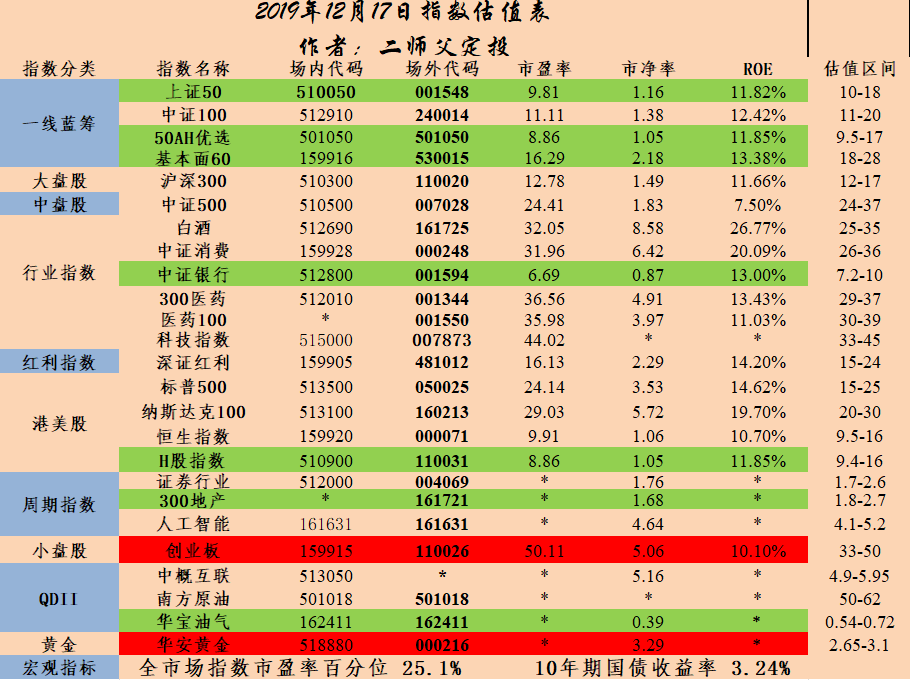 2019年12月17日指数估值表
作者：二师父定投
指数分类 指数名称 场内代码 场外代码 市盈率 市净率 ROE 估值区间
一线蓝筹 上证50 510050 001548 9.81 1.16 11.82% 10-18
中证100 512910 240014 11.11 1.38 12.42% 11-20
50AH优选 501050 501050 8.86 1.05 11.85% 9.5-17
基本面60 159916 530015 16.29 2.18 13.38% 18-28
大盘股 沪深300 510300 110020 12.78 1.49 11.66% 12-17
中盘股 中证500 510500 007028 24.41 1.83 7.50% 24-37
行业指数 白酒 512690 161725 32.05 8.58 26.77% 25-35
中证消费 159928 000248 31.96 6.42 20.09% 26-36
中证银行 512800 001594 6.69 0.87 13.00% 7.2-10
300医药 512010 001344 36.56 4.91 13.43% 29-37
医药100 * 001550 35.98 3.97 11.03% 30-39
科技指数 515000 007873 44.02 * * 33-45
红利指数 深证红利 159905 481012 16.13 2.29 14.20% 15-24
港美股 标普500 513500 050025 24.14 3.53 14.62% 15-25
纳斯达克100 513100 160213 29.03 5.72 19.70% 20-30
恒生指数 159920 000071 9.91 1.06 10.70% 9.5-16
H股指数 510900 110031 8.86 1.05 11.85% 9.4-16
周期指数 证券行业 512000 004069 * 1.76 * 1.7-2.6
300地产 * 161721 * 1.68 * 1.8-2.7
人工智能 161631 161631 * 4.64 * 4.1-5.2
小盘股 创业板 159915 110026 50.11 5.06 10.10% 33-50
QDII 中概互联 513050 * * 5.16 * 4.9-5.95
南方原油 501018 501018 * * * 50-62
华宝油气 162411 162411 * 0.39 * 0.54-0.72
黄金 华安黄金 518880 000216 * 3.29 * 2.65-3.1
宏观指标 全市场指数市盈率百分位 25.1% 10年期国债收益率 3.24%